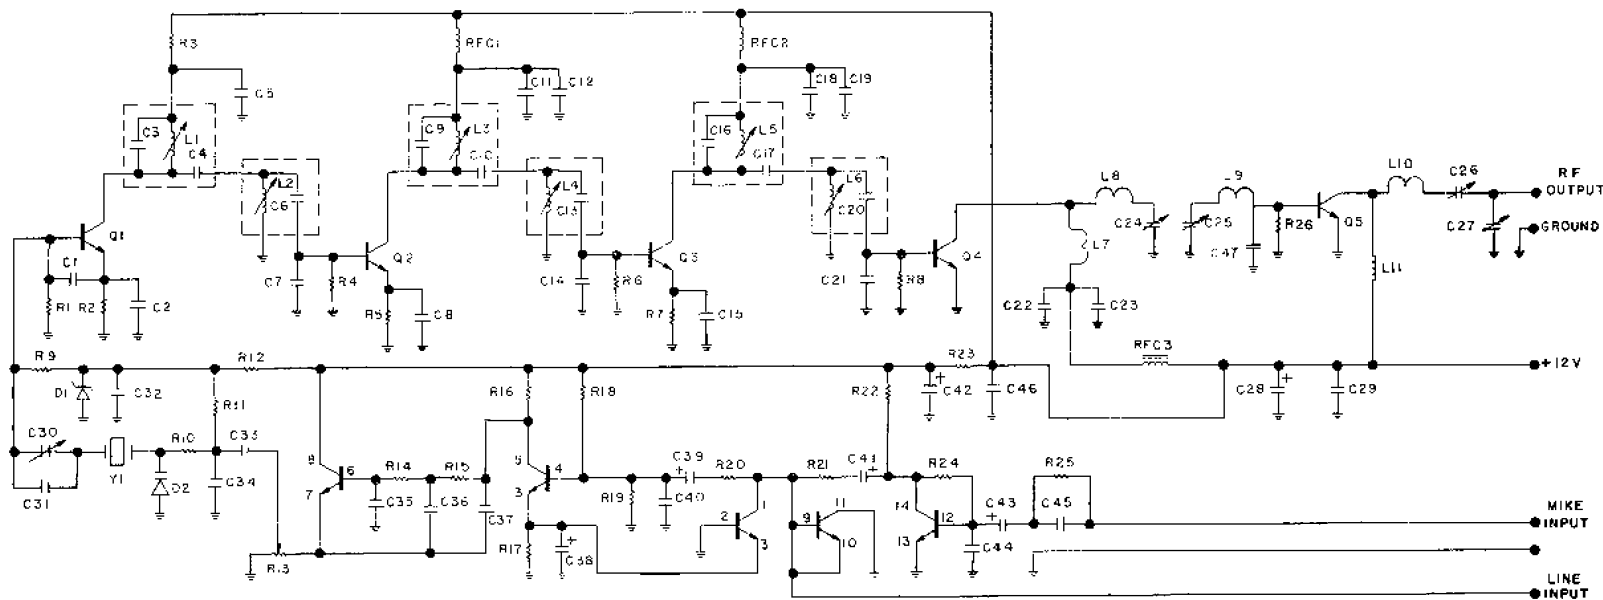 R3
RFC1
RFC2
C5
C11
C12
C18
C19
C3
L1
C4
C9
L3
C10
C16
L5
C17
L2
C6
L4
C13
L6
C20
L8
C24
L9
C25
L10
C26
RF OUTPUT
Q1
Q2
Q3
Q4
Q5
L7
C47
R26
C27
GROUND
C1
R1
R2
C2
C7
R4
R5
C8
C14
R6
R7
C15
C21
R8
C22
C23
L11
RFC3
R9
R12
R16
R18
R22
R23
+12V
D1
C32
R11
+
C42
C46
C28
+
C29
C30
R10
C33
Y1
D2
C34
C31
8
6
7
R14
R15
C35
C36
C37
5
4
3
R19
C39
+
C40
R20
R21
C41
+
R24
R25
1
2
3
9
11
10
14
12
13
C43
+
C45
C44
MIKE INPUT
R13
R17
+
C38
LINE INPUT